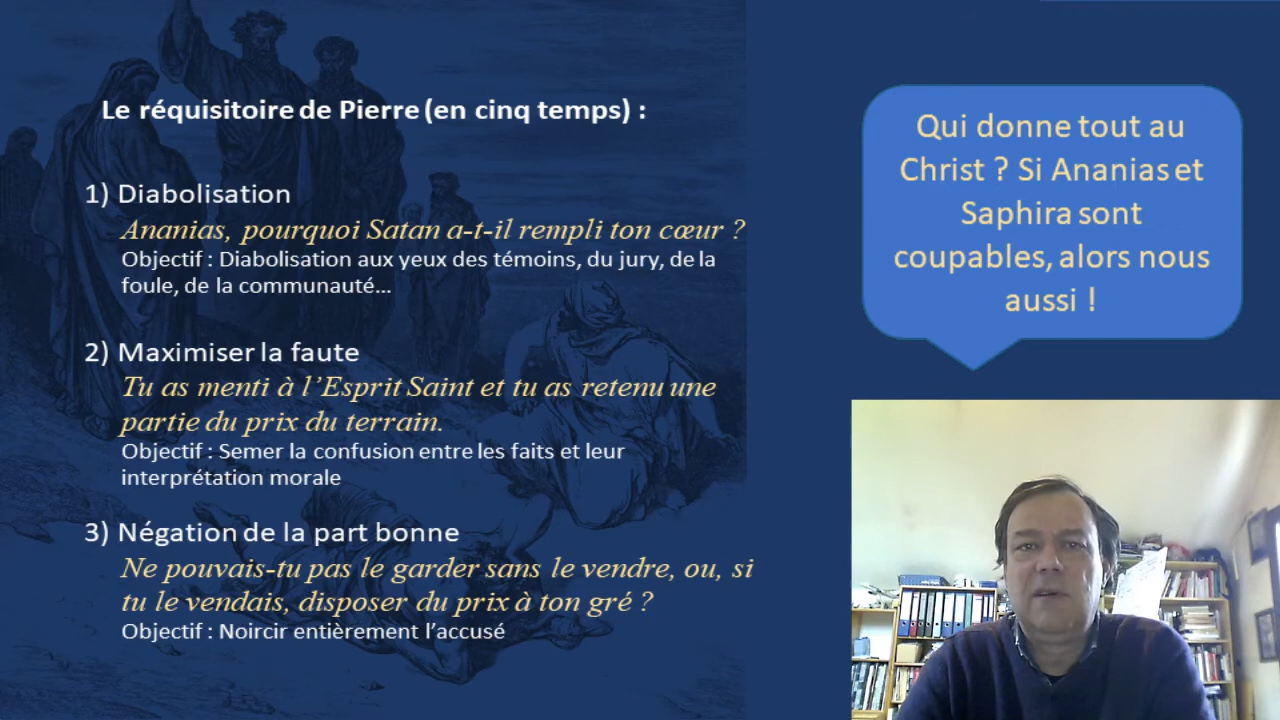 Le réquisitoire de Pierre (en cinq temps) :
1) Diabolisation
Ananias, pourquoi Satan a-t-il rempli ton cœur ?
Objectif : Diabolisation aux yeux des témoins, du jury, de la
foule, de la communauté...
2) Maximiser la faute
Tu as menti à l’Esprit Saint et tu as retenu une
partie du prix du terrain.
Objectif : Semer la confusion entre les faits et leur
interprétation morale
3) Négation de la part bonne
Ne pouvais-tu pas le garder sans le vendre, ou, si
tu le vendais, disposer du prix à ton gré ?
Objectif : Noircir entièrement l’accusé
Qui donne tout au
Christ ? Si Ananias et
Saphira sont
coupables, alors nous
aussi !